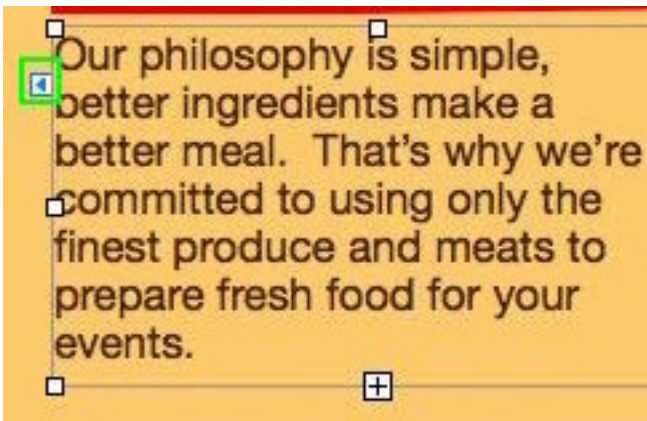 Our philosophy is simple,
better ingredients make a
better meal.  That’s why we’re
committed to using only the
finest produce and meats to
prepare fresh food for your
events.